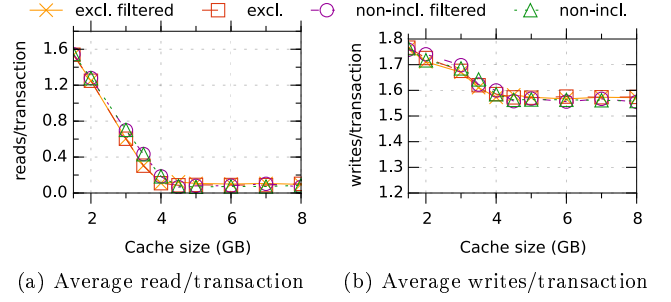 excl. filtered excl. non-incl. filtered non-incl.
reads/transaction
1.6
1.2
0.8
0.4
0.0
2 4 6 8
Cache size (GB)
(a) Average read/transaction
writes/transaction
1.8
1.7
1.6
1.5
1.4
1.3
1.2
2 4 6 8
Cache size (GB)
(b) Average writes/transaction